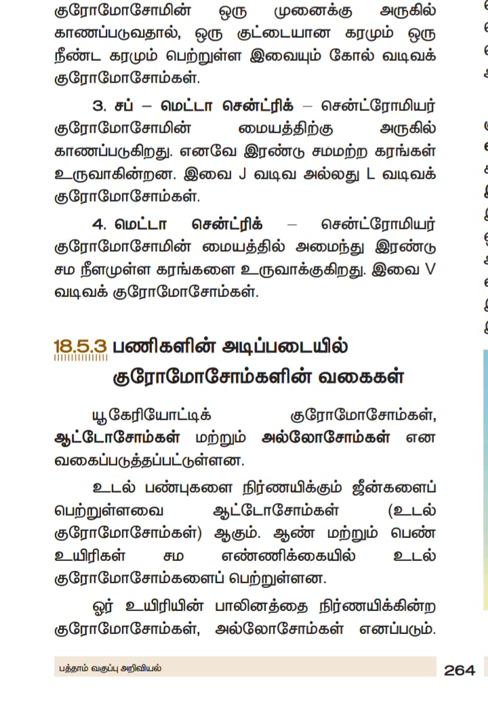 குரோமோசோமின் ஒரு முனைக்கு அருகில்
காணப்படுவதால், ஒரு குட்டையான கரமும் ஒரு
நீண்ட கரமும் பெற்றுள்ள இவையும் கோல் வடிவக்
குரோமோசோம்கள்.
3. சப் – மெட்டா சென்ட்ரிக் – சென்ட்ரோமியர்
குரோமோசோமின் மையத்திற்கு அருகில்
காணப்படுகிறது. எனவே இரண்டு சமமற்ற கரங்கள்
உருவாகின்றன. இவை J வடிவ அல்லது L வடிவக்
குரோமோசோம்கள்.
4. மெட்டா சென்ட்ரிக் – சென்ட்ரோமியர்
குரோமோசோமின் மையத்தில் அமைந்து இரண்டு
சம நீளமுள்ள கரங்களை உருவாக்குகிறது. இவை V
வடிவக் குரோமோசோம்கள்.
18.5.3 பணிகளின் அடிப்படையில்
குரோமோசோம்களின் வகைகள்
யூகேரியோட்டிக் குரோமோசோம்கள்,
ஆட்டோசோம்கள் மற்றும் அல்லோசோம்கள் என
வகைப்படுத்தப்பட்டுள்ளன.
உடல் பண்புகளை நிர்ணயிக்கும் ஜீன்களைப்
பெற்றுள்ளவை ஆட்டோசோம்கள் (உடல்
குரோமோசோம்கள்) ஆகும். ஆண் மற்றும் பெண்
உயிரிகள் சம எண்ணிக்கையில் உடல்
குரோமோசோம்களைப் பெற்றுள்ளன.
ஓர் உயிரியின் பாலினத்தை நிர்ணயிக்கின்ற
குரோமோசோம்கள், அல்லோசோம்கள் எனப்படும்.
பத்தாம் வகுப்பு அறிவியல்
264